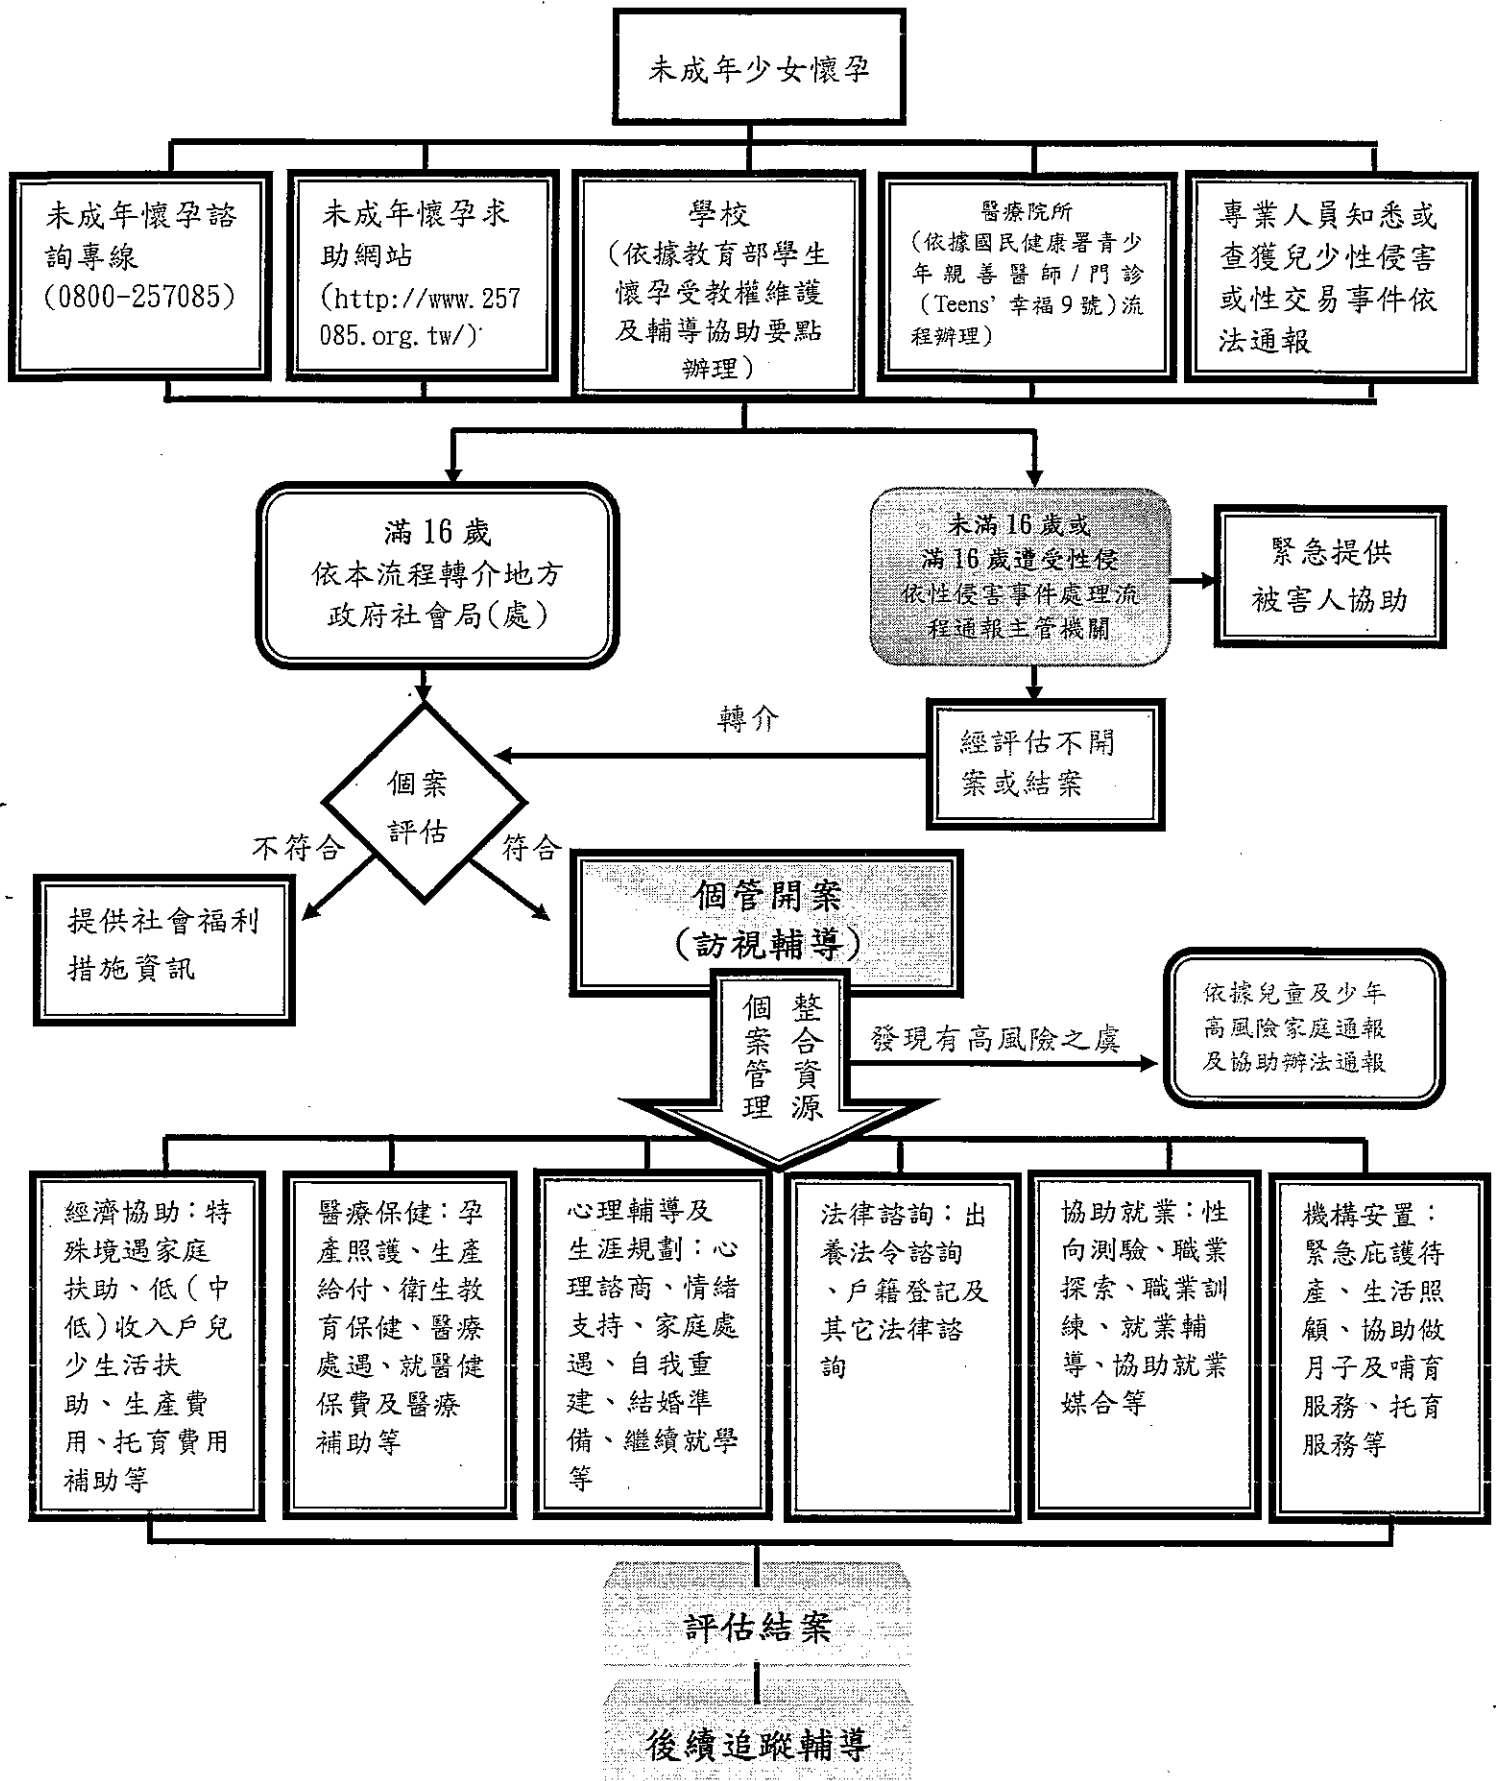 未成年少女懷孕
未成年懷孕諮
詢專線
(0800-257085)
未成年懷孕求
助網站
(http://www.257
085.org.tw/)
學校
(依據教育部學生
懷孕受教權維護
及輔導協助要點
辦理)
醫療院所
(依據國民健康署青少
年親善醫師/門診
(Teens’ 幸福9號)流
程辦理)
專業人員知悉或
查獲兒少性侵害
或性交易事件依
法通報
滿16歲
依本流程轉介地方
政府社會局(處)
未滿16歲或
滿16歲遭受性侵
依性侵害事件處理流
程通報主管機關
緊急提供
被害人協助
轉介
經評估不開
案或結案
個案
評估
不符合
符合
提供社會福利
措施資訊
個管開案
(訪視輔導)
整合資源
個案管理
發現有高風險之虞
依據兒童及少年
高風險家庭通報
及協助辦法通報
經濟協助:特
殊境遇家庭
扶助、低(中
低)收入戶兒
少生活扶
助、生產費
用、托育費用
補助等
醫療保健:孕
產照護、生產
給付、衛生教
育保健、醫療
處遇、就醫健
保費及醫療
補助等
心理輔導及
生涯規劃:心
理諮商、情緒
支持、家庭處
遇、自我重
建、結婚準
備、繼續就學
等
法律諮詢:出
養法令諮詢
、戶籍登記及
其它法律諮
詢
協助就業:性
向測驗、職業
探索、職業訓
練、就業輔
導、協助就業
媒合等
機構安置:
緊急庇護待
產、生活照
顧、協助做
月子及哺育
服務、托育
服務等
評估結案
後續追蹤輔導